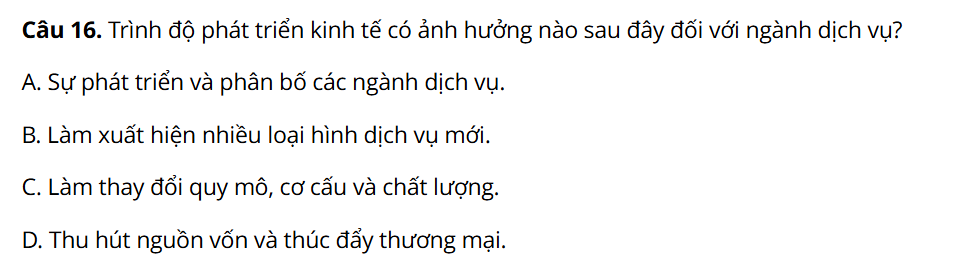 Câu 16. Trình độ phát triển kinh tế có ảnh hưởng nào sau đây đối với ngành dịch vụ?
A. Sự phát triển và phân bố các ngành dịch vụ.
B. Làm xuất hiện nhiều loại hình dịch vụ mới.
C. Làm thay đổi quy mô, cơ cấu và chất lượng.
D. Thu hút nguồn vốn và thúc đẩy thương mại.